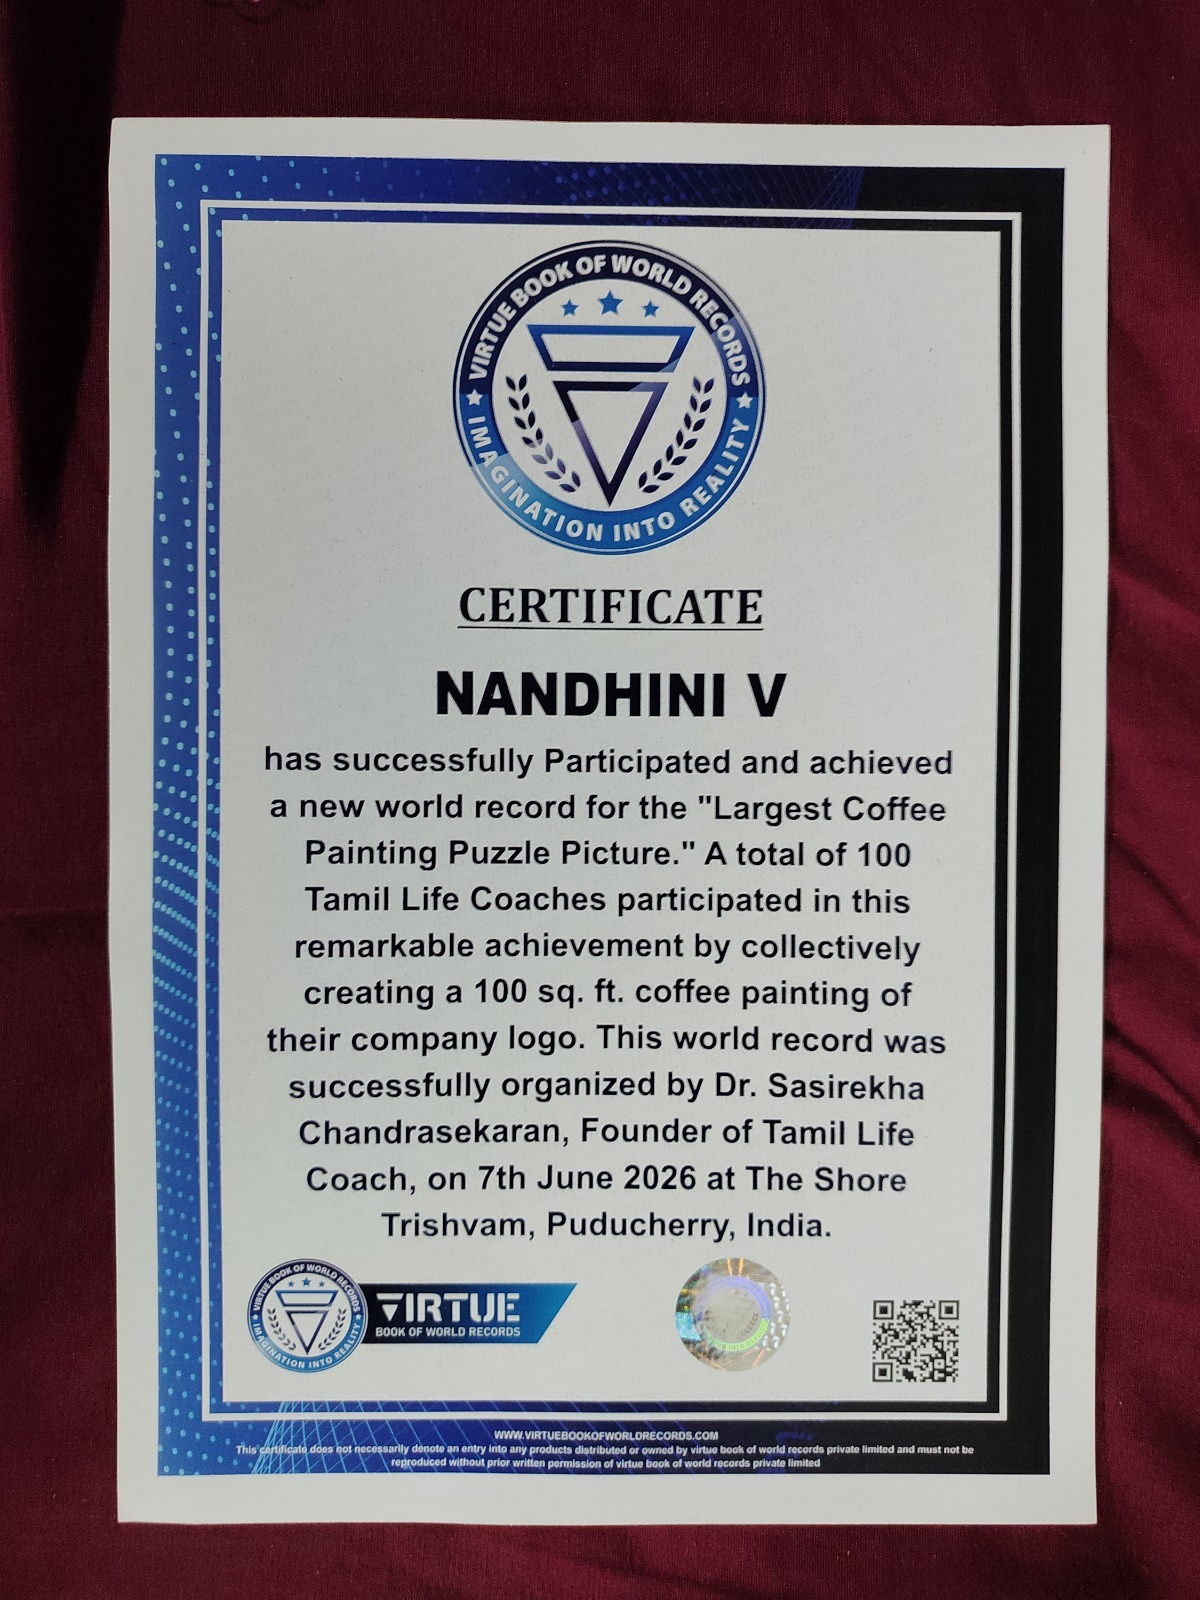 VIRTUE BOOK OF WORLD RECORDS
IMAGINATION INTO REALITY
CERTIFICATE
NANDHINI V
has successfully Participated and achieved
a new world record for the "Largest Coffee
Painting Puzzle Picture." A total of 100
Tamil Life Coaches participated in this
remarkable achievement by collectively
creating a 100 sq. ft. coffee painting of
their company logo. This world record was
successfully organized by Dr. Sasirekha
Chandrasekaran, Founder of Tamil Life
Coach, on 7th June 2026 at The Shore
Trishvam, Puducherry, India.
VIRTUE BOOK OF WORLD RECORDS
IMAGINATION INTO REALITY
VIRTUE
BOOK OF WORLD RECORDS
WWW.VIRTUEBOOKOFWORLDRECORDS.COM
This certificate does not necessarily denote an entry into any products distributed or owned by virtue book of world records private limited and must not be
reproduced without prior written permission of virtue book of world records private limited